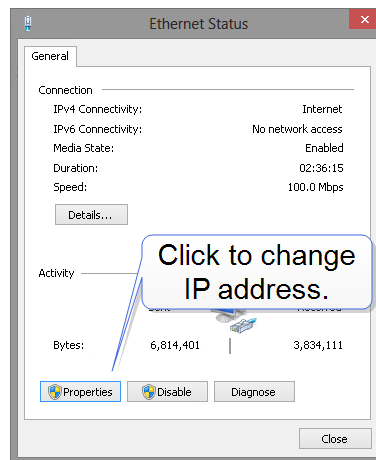 Ethernet Status
General
Connection
IPv4 Connectivity: Internet
IPv6 Connectivity: No network access
Media State: Enabled
Duration: 02:36:15
Speed: 100.0 Mbps
Details...
Click to change
IP address.
Activity
Bytes: 6,814,401 3,834,111
Properties Disable Diagnose
Close